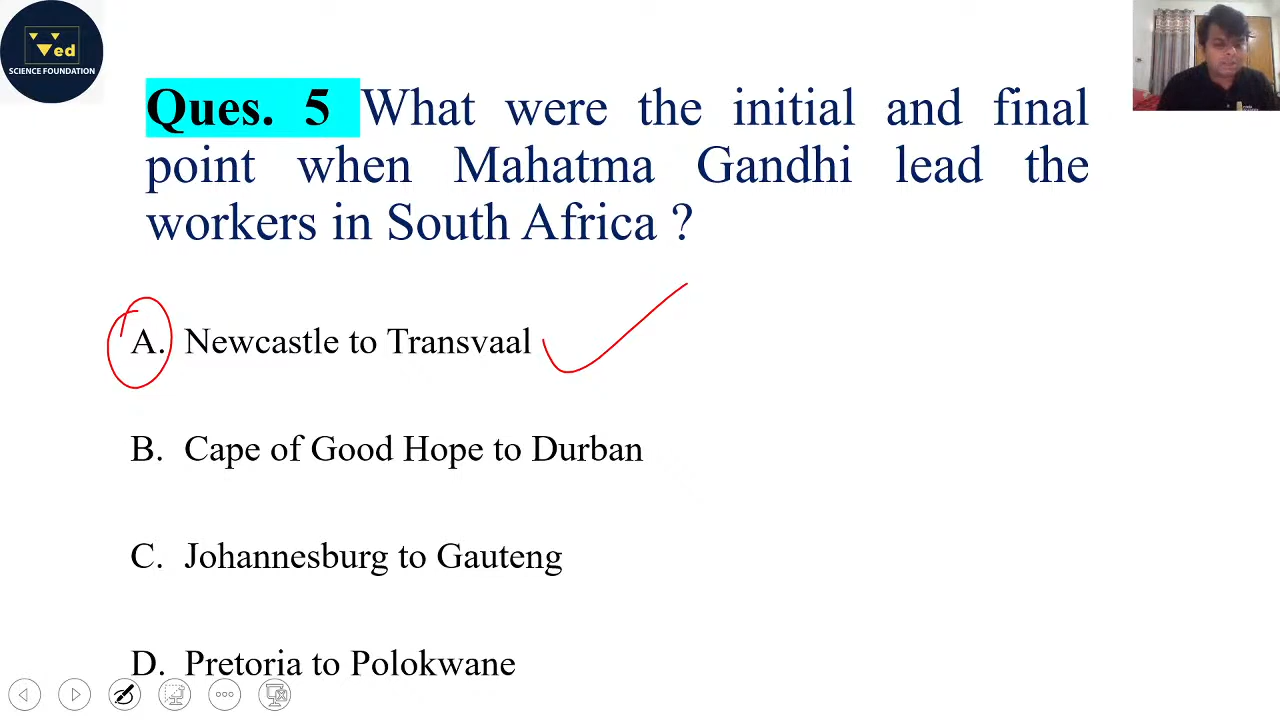 ed
SCIENCE FOUNDATION
Ques. 5 What were the initial and final
point when Mahatma Gandhi lead the
workers in South Africa ?
A. Newcastle to Transvaal
B. Cape of Good Hope to Durban
C. Johannesburg to Gauteng
D. Pretoria to Polokwane